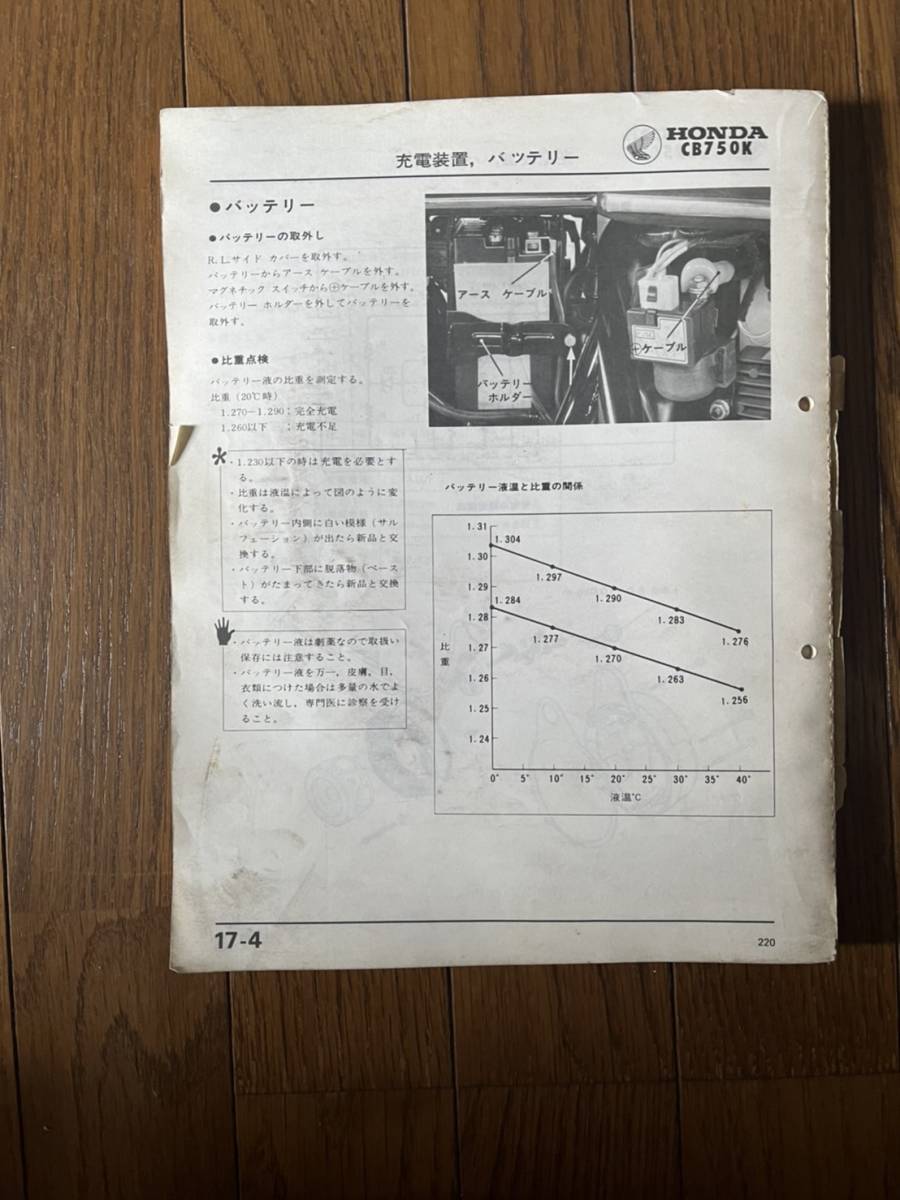 HONDA
CB750K
充電装置，バッテリー
●バッテリー
●バッテリーの取外し
R.L.サイド カバーを取外す。
バッテリーからアース ケーブルを外す。
マグネチック スイッチから⊕ケーブルを外す。
バッテリー ホルダーを外してバッテリーを
取外す。
●比重点検
バッテリー液の比重を測定する。
比重（20℃時）
1.270−1.290：完全充電
1.260以下　：充電不足
＊
・1.230以下の時は充電を必要とす
る。
・比重は液温によって図のように変
化する。
・バッテリー内側に白い模様（サル
フェーション）が出たら新品と交
換する。
・バッテリー下部に脱落物（ペース
ト）がたまってきたら新品と交換
する。
・バッテリー液は劇薬なので取扱い
保存には注意すること。
・バッテリー液を万一，皮膚，目，
衣類につけた場合は多量の水でよ
く洗い流し，専門医に診察を受け
ること。
アース ケーブル
バッテリー
ホルダー
⊕ケーブル
バッテリー液温と比重の関係
比
重
1.31
1.30
1.29
1.28
1.27
1.26
1.25
1.24
1.304
1.297
1.290
1.283
1.276
1.284
1.277
1.270
1.263
1.256
0° 5° 10° 15° 20° 25° 30° 35° 40°
液温℃
17-4
220